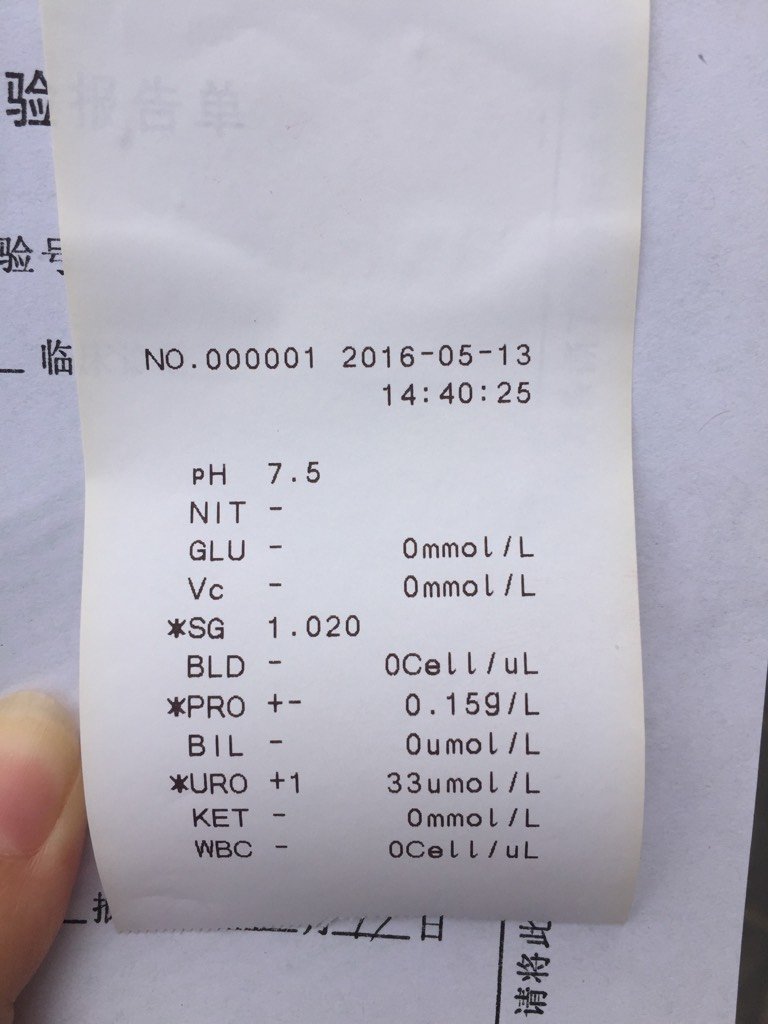 验报告单
验号
临
NO.000001 2016-05-13
14:40:25
pH 7.5
NIT -
GLU - 0mmol/L
Vc - 0mmol/L
*SG 1.020
BLD - 0Cell/uL
*PRO +- 0.15g/L
BIL - 0umol/L
*URO +1 33umol/L
KET - 0mmol/L
WBC - 0Cell/uL
日
请将此